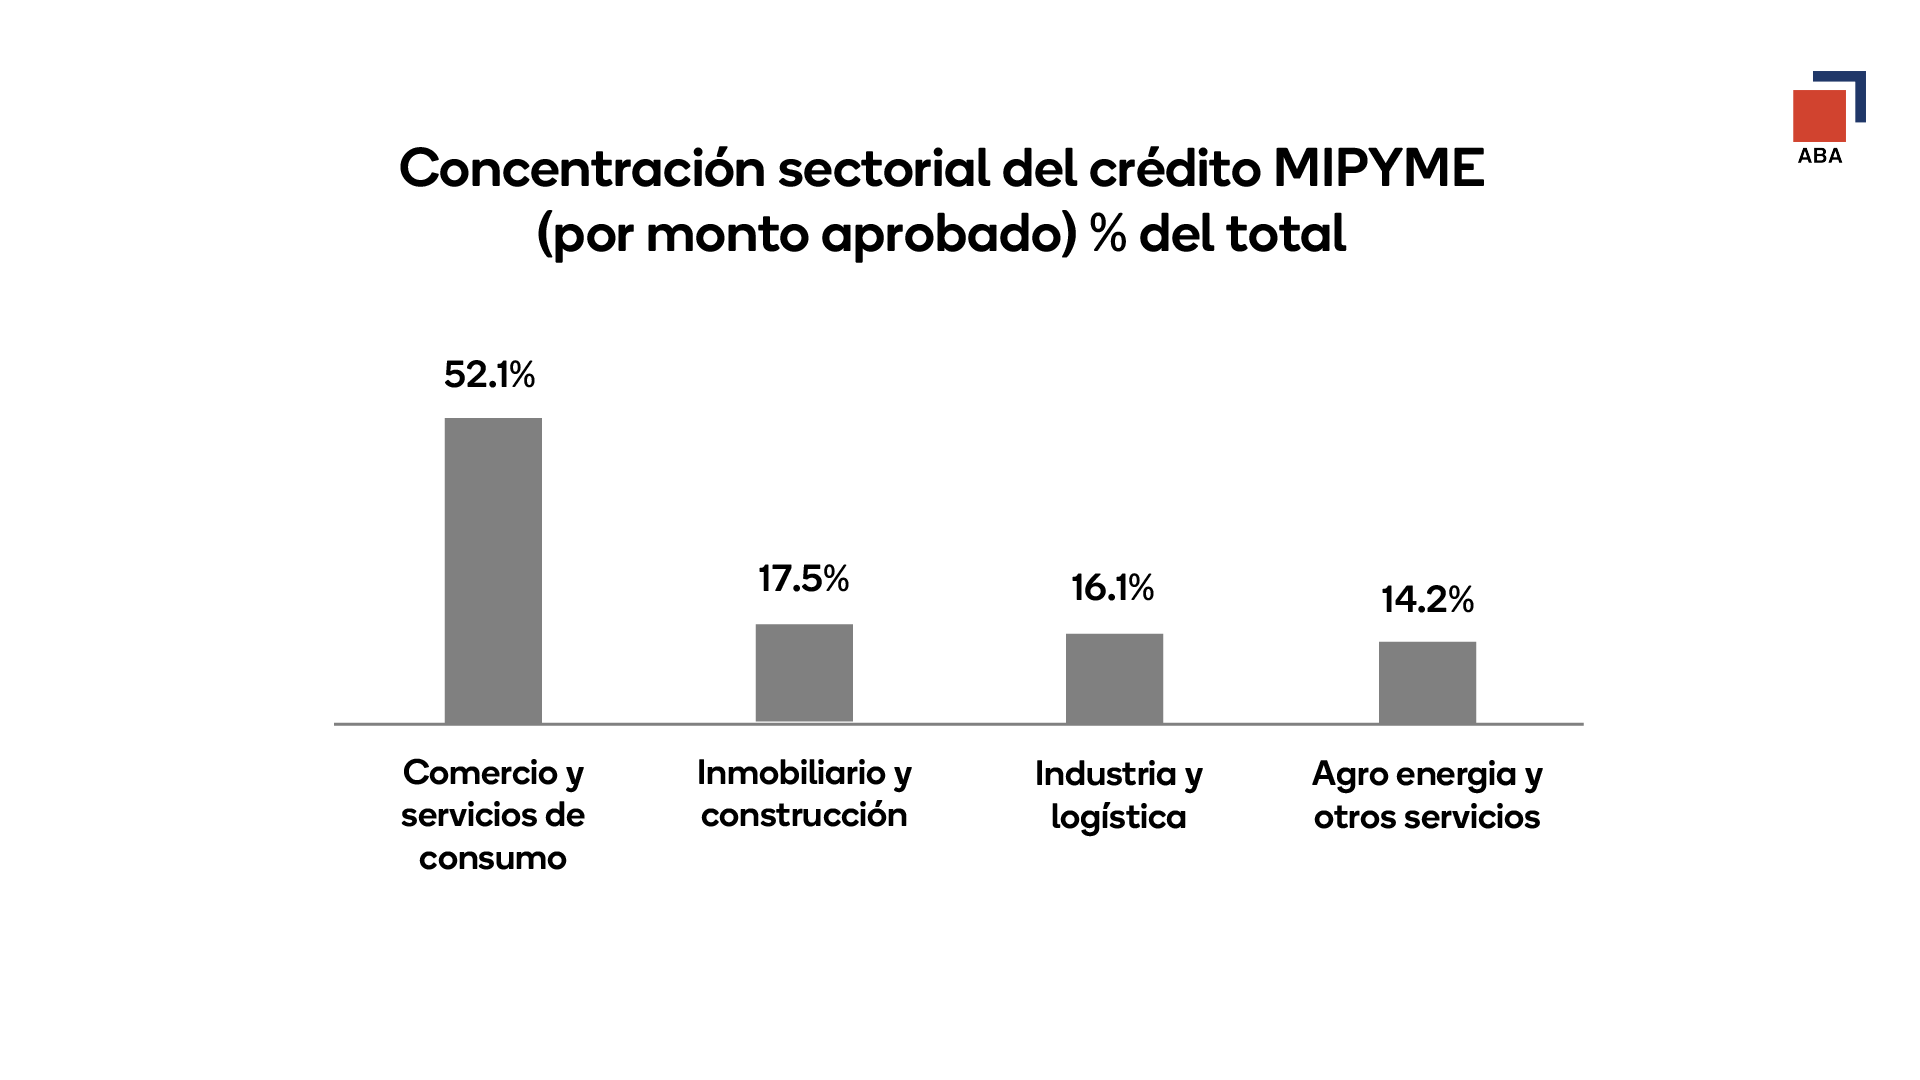 ABA
Concentración sectorial del crédito MIPYME
(por monto aprobado) % del total
52.1%
17.5%
16.1%
14.2%
Comercio y
servicios de
consumo
Inmobiliario y
construcción
Industria y
logística
Agro energia y
otros servicios